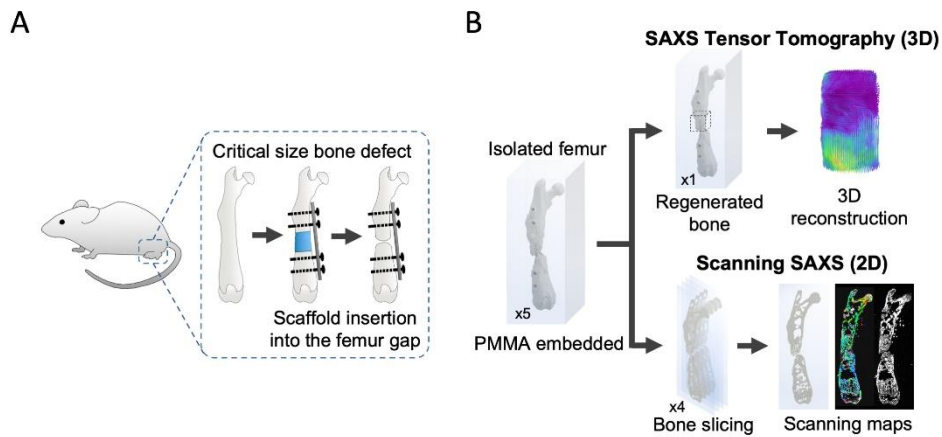 A
Critical size bone defect
Scaffold insertion
into the femur gap
B
SAXS Tensor Tomography (3D)
Isolated femur
x5
PMMA embedded
x1
Regenerated
bone
3D
reconstruction
Scanning SAXS (2D)
x4
Bone slicing
Scanning maps